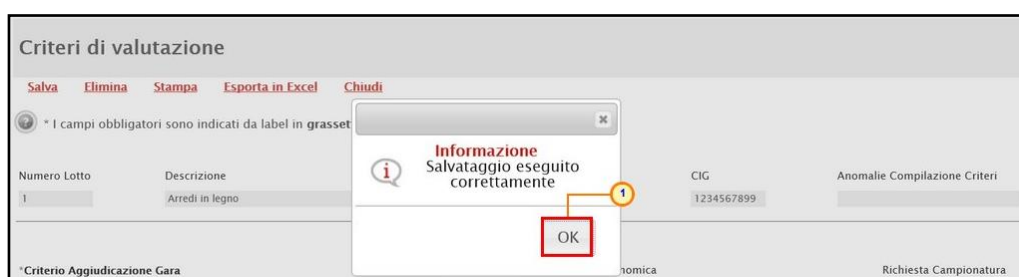 Criteri di valutazione
Salva Elimina Stampa Esporta in Excel Chiudi
* I campi obbligatori sono indicati da label in grasset
Informazione
Salvataggio eseguito
correttamente
Numero Lotto Descrizione CIG Anomalie Compilazione Criteri
1 Arredi in legno 1234567899
1
OK
*Criterio Aggiudicazione Gara nomica Richiesta Campionatura